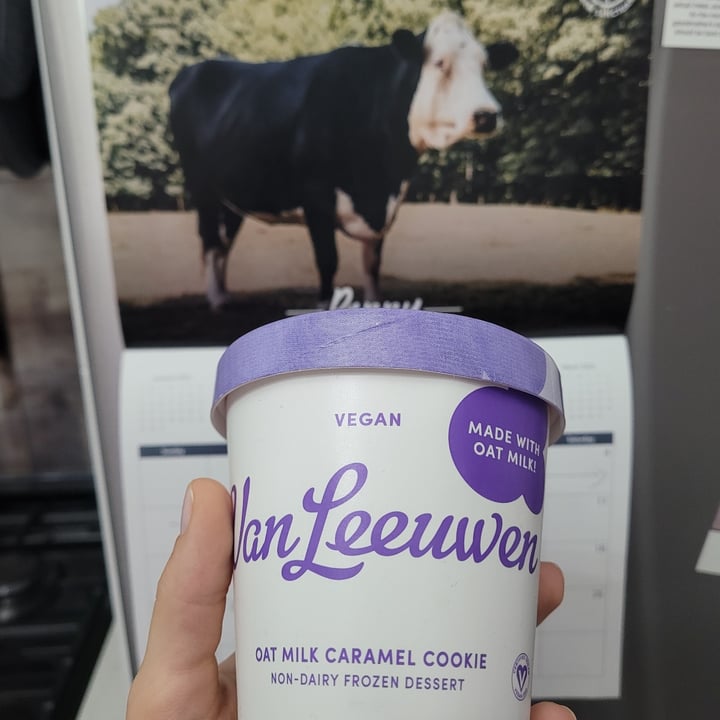 VEGAN
MADE WITH
OAT MILK!
Van Leeuwen
OAT MILK CARAMEL COOKIE
NON-DAIRY FROZEN DESSERT